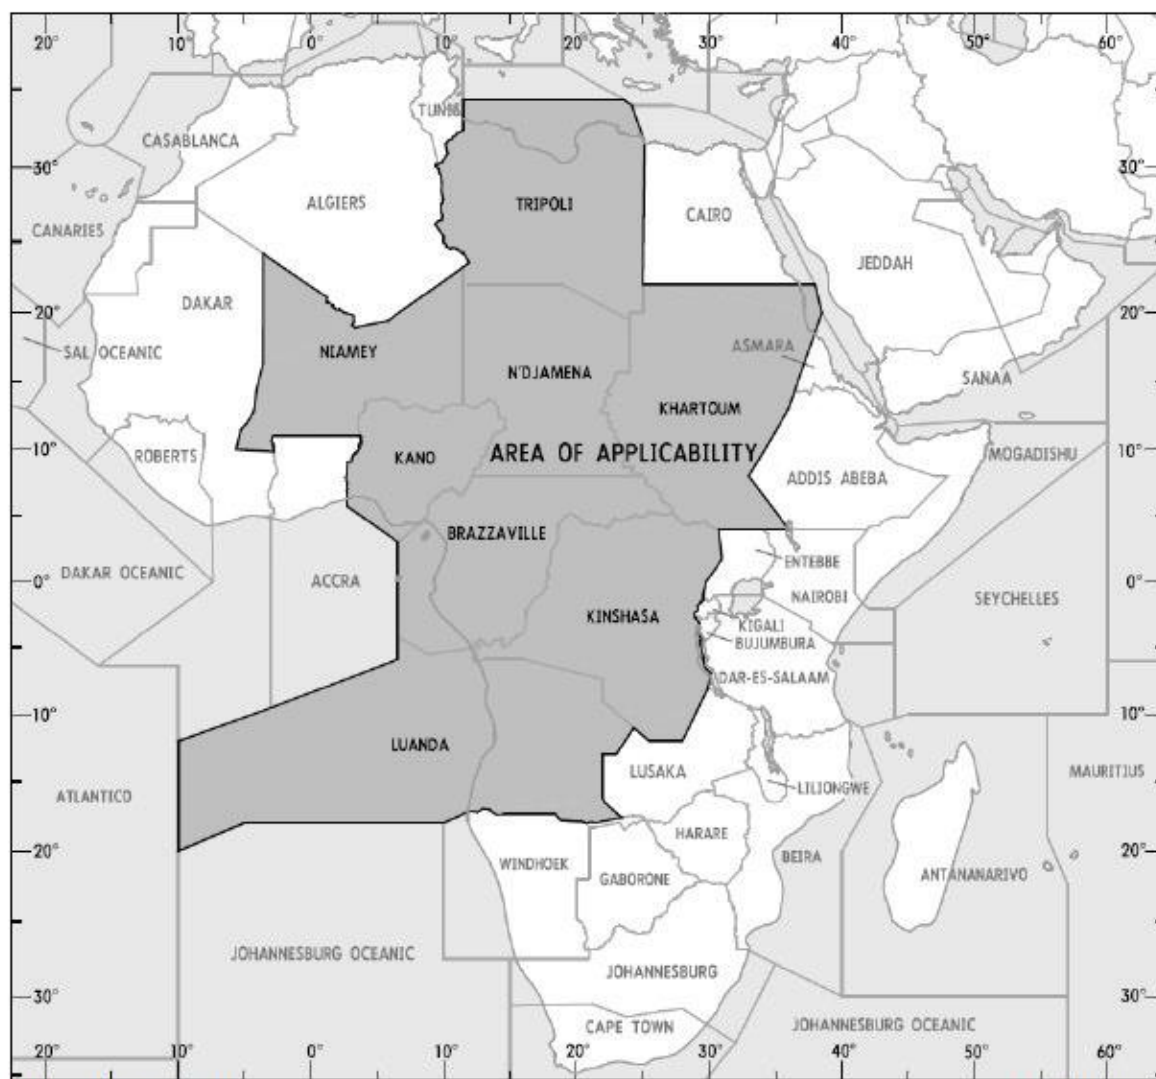 20° 10° 0° 10° 20° 30° 40° 50° 60°
TUNIS
CASABLANCA
30° 30°
ALGIERS
TRIPOLI
CAIRO
CANARIES
JEDDAH
DAKAR
20° 20°
SAL OCEANIC
NIAMEY
ASMARA
N'DJAMENA
SANAA
KHARTOUM
10° 10°
ROBERTS
KANO
AREA OF APPLICABILITY
MOGADISHU
ADDIS ABEBA
BRAZZAVILLE
ENTEBBE
DAKAR OCEANIC
0° 0°
ACCRA
NAIROBI
SEYCHELLES
KINSHASA
KIGALI
BUJUMBURA
DAR-ES-SALAAM
10° 10°
LUANDA
LUSAKA
MAURITIUS
LILIONGWE
ATLANTICO
HARARE
20° 20°
WINDHOEK
BEIRA
GABORONE
ANTANANARIVO
JOHANNESBURG OCEANIC
JOHANNESBURG
30° 30°
CAPE TOWN
JOHANNESBURG OCEANIC
20° 10° 0° 10° 20° 30° 40° 50° 60°